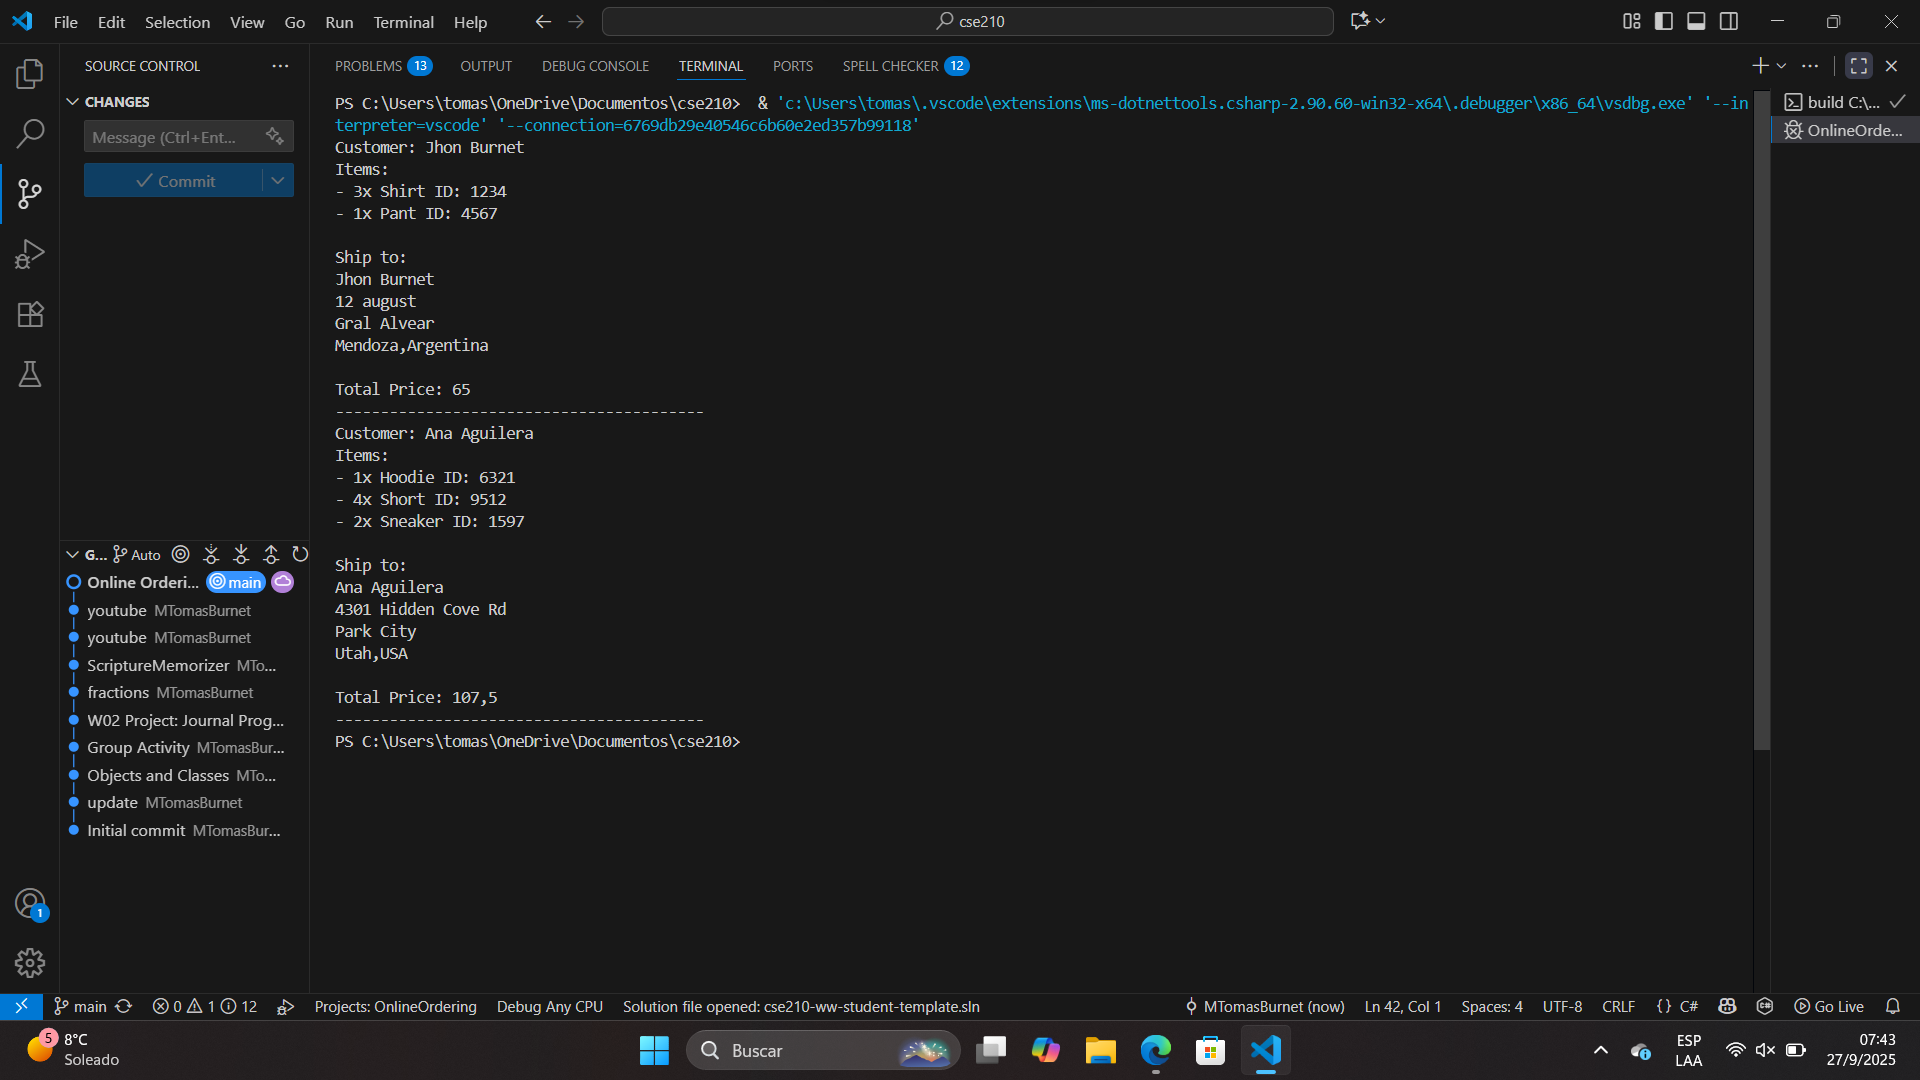 File Edit Selection View Go Run Terminal Help
cse210
SOURCE CONTROL
CHANGES
Message (Ctrl+Ent...
Commit
PROBLEMS 13 OUTPUT DEBUG CONSOLE TERMINAL PORTS SPELL CHECKER 12
PS C:\Users\tomas\OneDrive\Documentos\cse210>  & 'c:\Users\tomas\.vscode\extensions\ms-dotnettools.csharp-2.90.60-win32-x64\.debugger\x86_64\vsdbg.exe' '--in
terpreter=vscode' '--connection=6769db29e40546c6b60e2ed357b99118'
Customer: Jhon Burnet
Items:
- 3x Shirt ID: 1234
- 1x Pant ID: 4567
Ship to:
Jhon Burnet
12 august
Gral Alvear
Mendoza,Argentina
Total Price: 65
-----------------------------------------
Customer: Ana Aguilera
Items:
- 1x Hoodie ID: 6321
- 4x Short ID: 9512
- 2x Sneaker ID: 1597
Ship to:
Ana Aguilera
4301 Hidden Cove Rd
Park City
Utah,USA
Total Price: 107,5
-----------------------------------------
PS C:\Users\tomas\OneDrive\Documentos\cse210>
build C:\...
OnlineOrde...
G... Auto
Online Orderi... main
youtube MTomasBurnet
youtube MTomasBurnet
ScriptureMemorizer MTo...
fractions MTomasBurnet
W02 Project: Journal Prog...
Group Activity MTomasBur...
Objects and Classes MTo...
update MTomasBurnet
Initial commit MTomasBur...
1
main 0 1 12 Projects: OnlineOrdering Debug Any CPU Solution file opened: cse210-ww-student-template.sln MTomasBurnet (now) Ln 42, Col 1 Spaces: 4 UTF-8 CRLF {} C# Go Live
5
8°C
Soleado
Buscar
ESP
LAA
07:43
27/9/2025